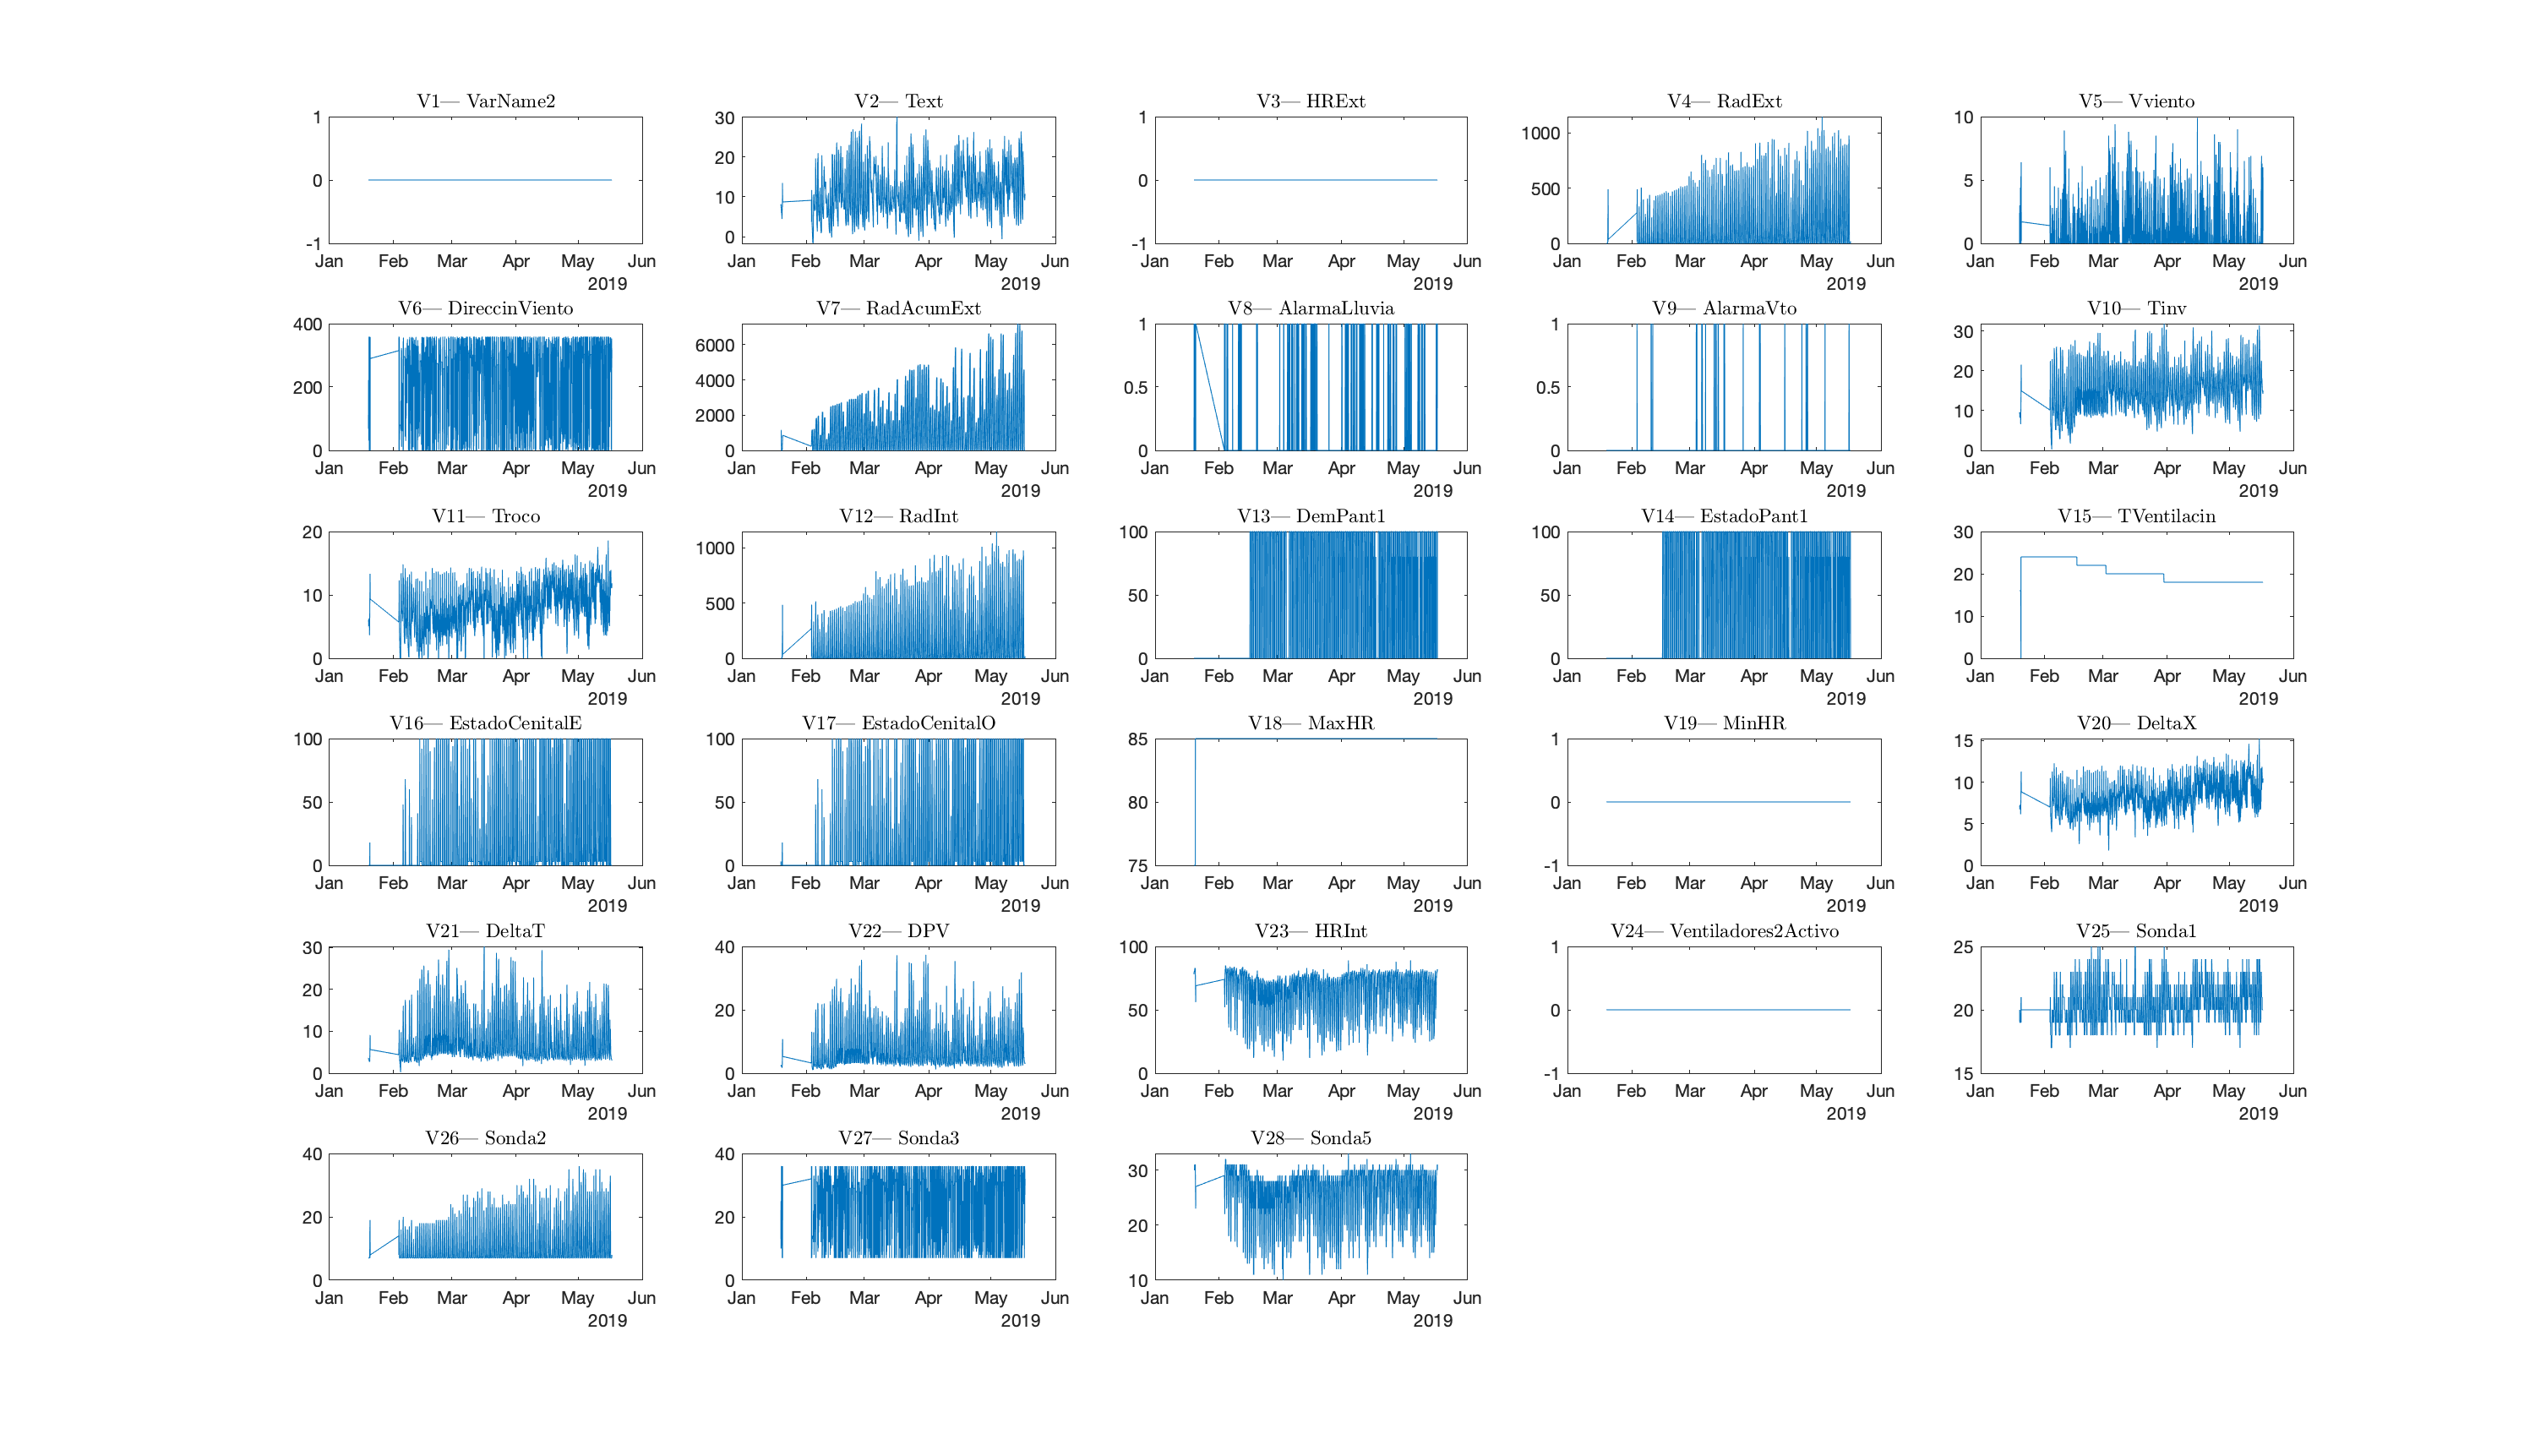 V1— VarName2
V2— Text
V3— HRExt
V4— RadExt
V5— Vviento
1
0
-1
Jan Feb Mar Apr May Jun
2019
30
20
10
0
Jan Feb Mar Apr May Jun
2019
1
0
-1
Jan Feb Mar Apr May Jun
2019
1000
500
0
Jan Feb Mar Apr May Jun
2019
10
5
0
Jan Feb Mar Apr May Jun
2019
V6— DireccinViento
V7— RadAcumExt
V8— AlarmaLluvia
V9— AlarmaVto
V10— Tinv
400
200
0
Jan Feb Mar Apr May Jun
2019
6000
4000
2000
0
Jan Feb Mar Apr May Jun
2019
1
0.5
0
Jan Feb Mar Apr May Jun
2019
1
0.5
0
Jan Feb Mar Apr May Jun
2019
30
20
10
0
Jan Feb Mar Apr May Jun
2019
V11— Troco
V12— RadInt
V13— DemPant1
V14— EstadoPant1
V15— TVentilacin
20
10
0
Jan Feb Mar Apr May Jun
2019
1000
500
0
Jan Feb Mar Apr May Jun
2019
100
50
0
Jan Feb Mar Apr May Jun
2019
100
50
0
Jan Feb Mar Apr May Jun
2019
30
20
10
0
Jan Feb Mar Apr May Jun
2019
V16— EstadoCenitalE
V17— EstadoCenitalO
V18— MaxHR
V19— MinHR
V20— DeltaX
100
50
0
Jan Feb Mar Apr May Jun
2019
100
50
0
Jan Feb Mar Apr May Jun
2019
85
80
75
Jan Feb Mar Apr May Jun
2019
1
0
-1
Jan Feb Mar Apr May Jun
2019
15
10
5
0
Jan Feb Mar Apr May Jun
2019
V21— DeltaT
V22— DPV
V23— HRInt
V24— Ventiladores2Activo
V25— Sonda1
30
20
10
0
Jan Feb Mar Apr May Jun
2019
40
20
0
Jan Feb Mar Apr May Jun
2019
100
50
0
Jan Feb Mar Apr May Jun
2019
1
0
-1
Jan Feb Mar Apr May Jun
2019
25
20
15
Jan Feb Mar Apr May Jun
2019
V26— Sonda2
V27— Sonda3
V28— Sonda5
40
20
0
Jan Feb Mar Apr May Jun
2019
40
20
0
Jan Feb Mar Apr May Jun
2019
30
20
10
Jan Feb Mar Apr May Jun
2019